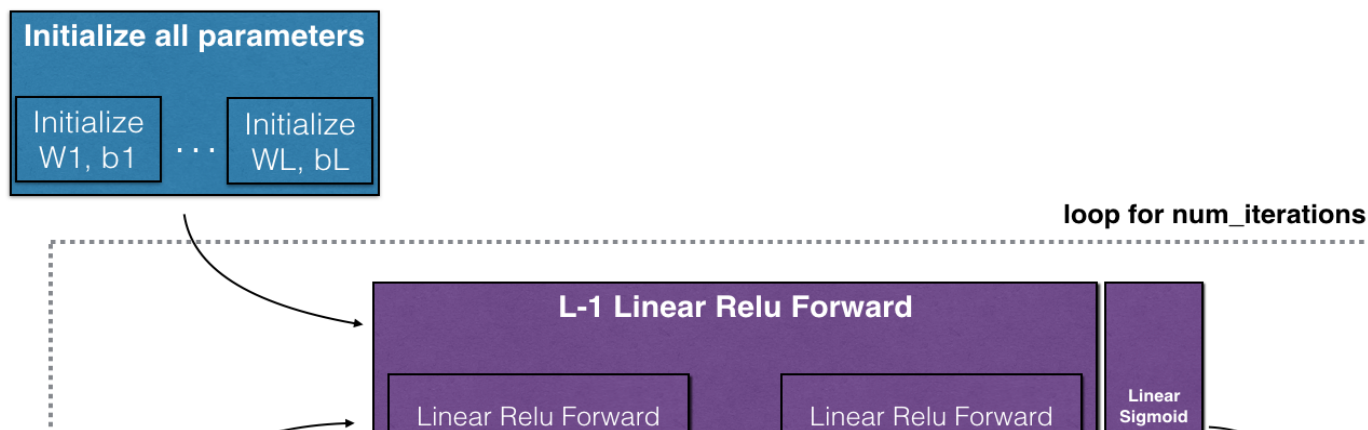 Initialize all parameters
Initialize
W1, b1
...
Initialize
WL, bL
loop for num_iterations
L-1 Linear Relu Forward
Linear Relu Forward
Linear Relu Forward
Linear
Sigmoid